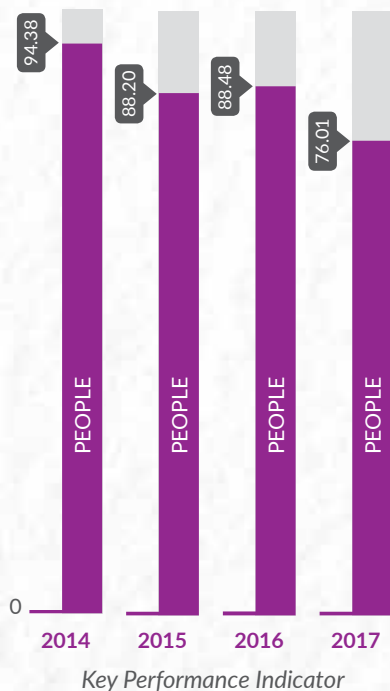 94.38
88.20
88.48
76.01
PEOPLE
PEOPLE
PEOPLE
PEOPLE
0
2014 2015 2016 2017
Key Performance Indicator